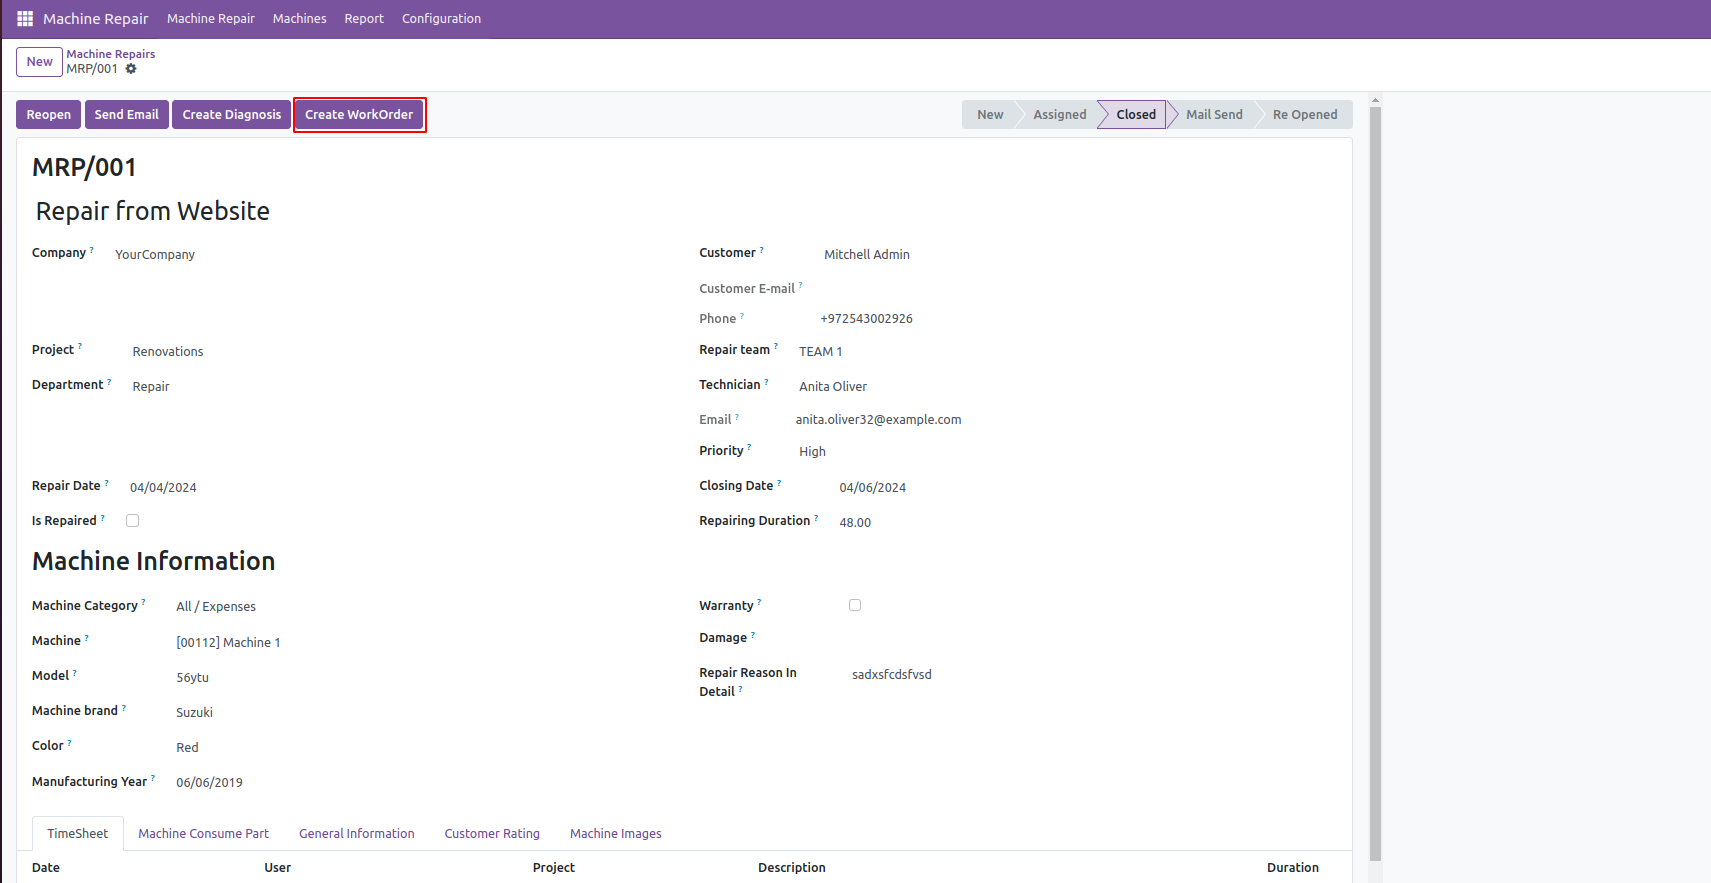 Machine Repair Machine Repair Machines Report Configuration
New Machine Repairs
MRP/001
Reopen Send Email Create Diagnosis Create WorkOrder New Assigned Closed Mail Send Re Opened
MRP/001
Repair from Website
Company ? YourCompany Customer ? Mitchell Admin
Customer E-mail ?
Phone ? +972543002926
Project ? Renovations Repair team ? TEAM 1
Department ? Repair Technician ? Anita Oliver
Email ? anita.oliver32@example.com
Priority ? High
Repair Date ? 04/04/2024 Closing Date ? 04/06/2024
Is Repaired ? Repairing Duration ? 48.00
Machine Information
Machine Category ? All / Expenses Warranty ?
Machine ? [00112] Machine 1 Damage ?
Model ? 56ytu Repair Reason In sadxsfcdsfvsd
Detail ?
Machine brand ? Suzuki
Color ? Red
Manufacturing Year ? 06/06/2019
TimeSheet Machine Consume Part General Information Customer Rating Machine Images
Date User Project Description Duration